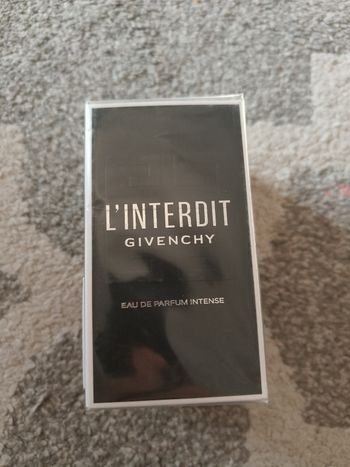 L'INTERDIT
GIVENCHY
EAU DE PARFUM INTENSE